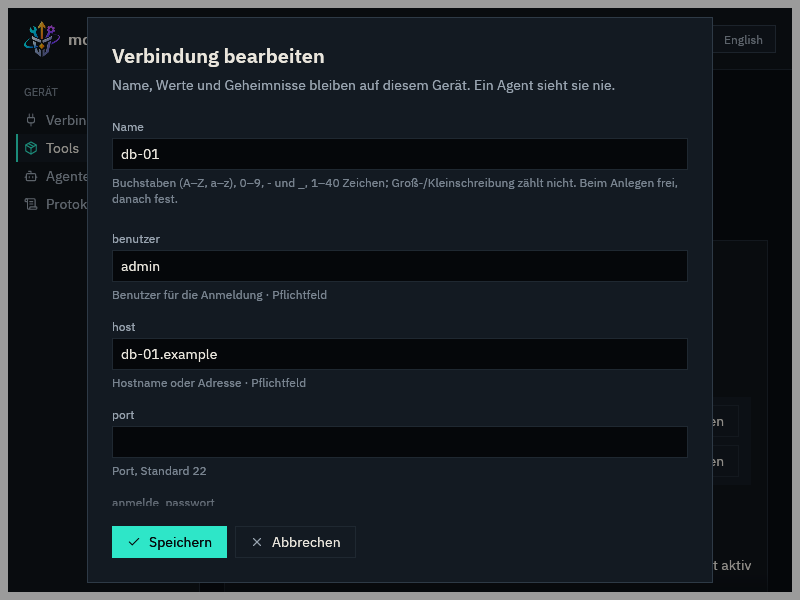 English
GERÄT
Tools
Verbindung bearbeiten
Name, Werte und Geheimnisse bleiben auf diesem Gerät. Ein Agent sieht sie nie.
Name
db-01
Buchstaben (A–Z, a–z), 0–9, - und _, 1–40 Zeichen; Groß-/Kleinschreibung zählt nicht. Beim Anlegen frei,
danach fest.
benutzer
admin
Benutzer für die Anmeldung · Pflichtfeld
host
db-01.example
Hostname oder Adresse · Pflichtfeld
port
Port, Standard 22
anmelde_passwort
Speichern
Abbrechen
aktiv